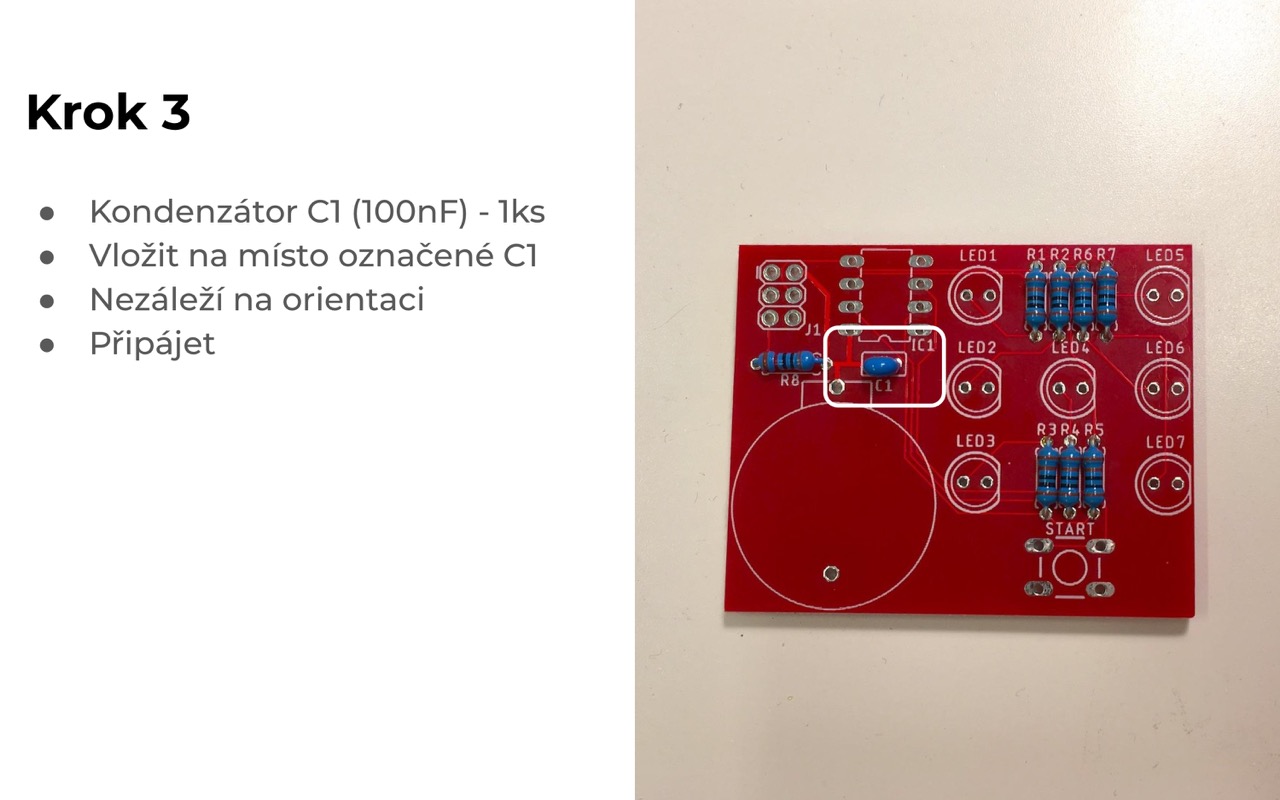 Krok 3
● Kondenzátor C1 (100nF) - 1ks
● Vložit na místo označené C1
● Nezáleží na orientaci
● Připájet
LED1
R1 R2 R6 R7
LED5
J1
IC1
LED2
LED4
LED6
R8
C1
LED3
R3 R4 R5
LED7
START